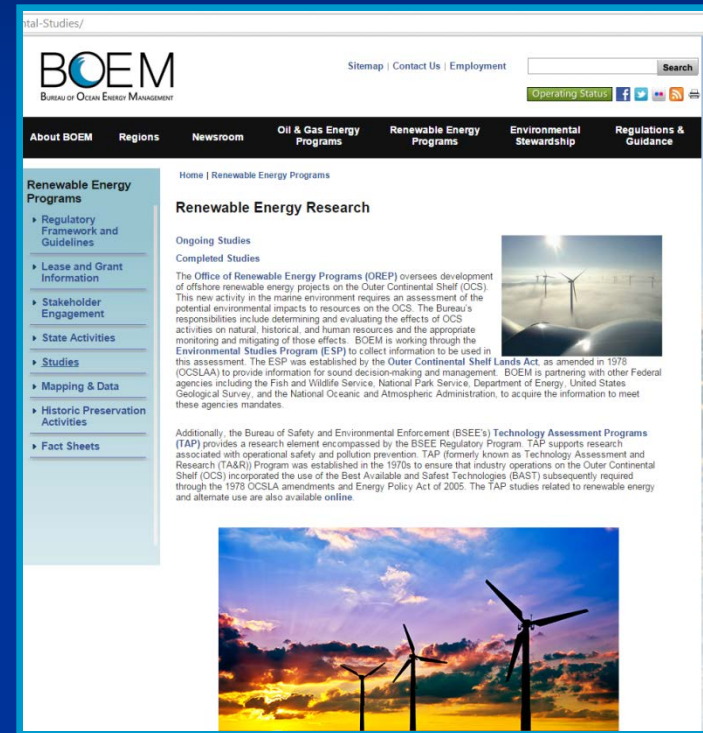 ntal-Studies/
BOEM
BUREAU OF OCEAN ENERGY MANAGEMENT
Sitemap | Contact Us | Employment
Search
Operating Status
About BOEM
Regions
Newsroom
Oil & Gas Energy
Programs
Renewable Energy
Programs
Environmental
Stewardship
Regulations &
Guidance
Renewable Energy
Programs
Regulatory
Framework and
Guidelines
Lease and Grant
Information
Stakeholder
Engagement
State Activities
Studies
Mapping & Data
Historic Preservation
Activities
Fact Sheets
Home | Renewable Energy Programs
Renewable Energy Research
Ongoing Studies
Completed Studies
The Office of Renewable Energy Programs (OREP) oversees development
of offshore renewable energy projects on the Outer Continental Shelf (OCS).
This new activity in the marine environment requires an assessment of the
potential environmental impacts to resources on the OCS. The Bureau's
responsibilities include determining and evaluating the effects of OCS
activities on natural, historical, and human resources and the appropriate
monitoring and mitigating of those effects. BOEM is working through the
Environmental Studies Program (ESP) to collect information to be used in
this assessment. The ESP was established by the Outer Continental Shelf Lands Act, as amended in 1978
(OCSLAA) to provide information for sound decision-making and management. BOEM is partnering with other Federal
agencies including the Fish and Wildlife Service, National Park Service, Department of Energy, United States
Geological Survey, and the National Oceanic and Atmospheric Administration, to acquire the information to meet
these agencies mandates.
Additionally, the Bureau of Safety and Environmental Enforcement (BSEE's) Technology Assessment Programs
(TAP) provides a research element encompassed by the BSEE Regulatory Program. TAP supports research
associated with operational safety and pollution prevention. TAP (formerly known as Technology Assessment and
Research (TA&R)) Program was established in the 1970s to ensure that industry operations on the Outer Continental
Shelf (OCS) incorporated the use of the Best Available and Safest Technologies (BAST) subsequently required
through the 1978 OCSLA amendments and Energy Policy Act of 2005. The TAP studies related to renewable energy
and alternate use are also available online.